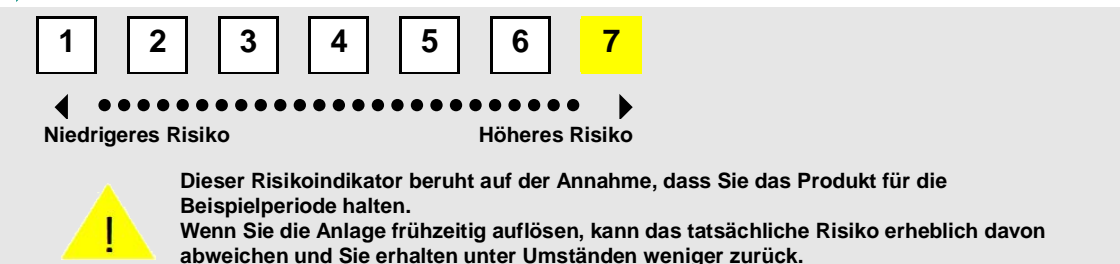 1 2 3 4 5 6 7
Niedrigeres Risiko Höheres Risiko
Dieser Risikoindikator beruht auf der Annahme, dass Sie das Produkt für die
Beispielperiode halten.
!
Wenn Sie die Anlage frühzeitig auflösen, kann das tatsächliche Risiko erheblich davon
abweichen und Sie erhalten unter Umständen weniger zurück.